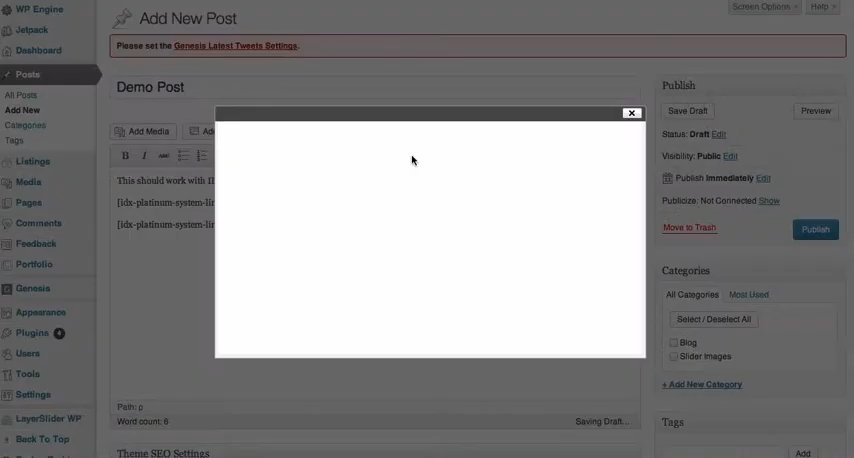 WP Engine
Jetpack
Dashboard
Posts
All Posts
Add New
Categories
Tags
Listings
Media
Pages
Comments
Feedback
Portfolio
Genesis
Appearance
Plugins 4
Users
Tools
Settings
LayerSlider WP
Back To Top
Screen Options
Help
Add New Post
Please set the Genesis Latest Tweets Settings.
Demo Post
Add Media
B I ABC
This should work with
[idx-platinum-system-
[idx-platinum-system-
Path: p
Word count: 6
Saving Draft...
Theme SEO Settings
Publish
Save Draft
Preview
Status: Draft Edit
Visibility: Public Edit
Publish Immediately Edit
Publicize: Not Connected Show
Move to Trash
Publish
Categories
All Categories
Most Used
Select / Deselect All
Blog
Slider Images
+ Add New Category
Tags
Add